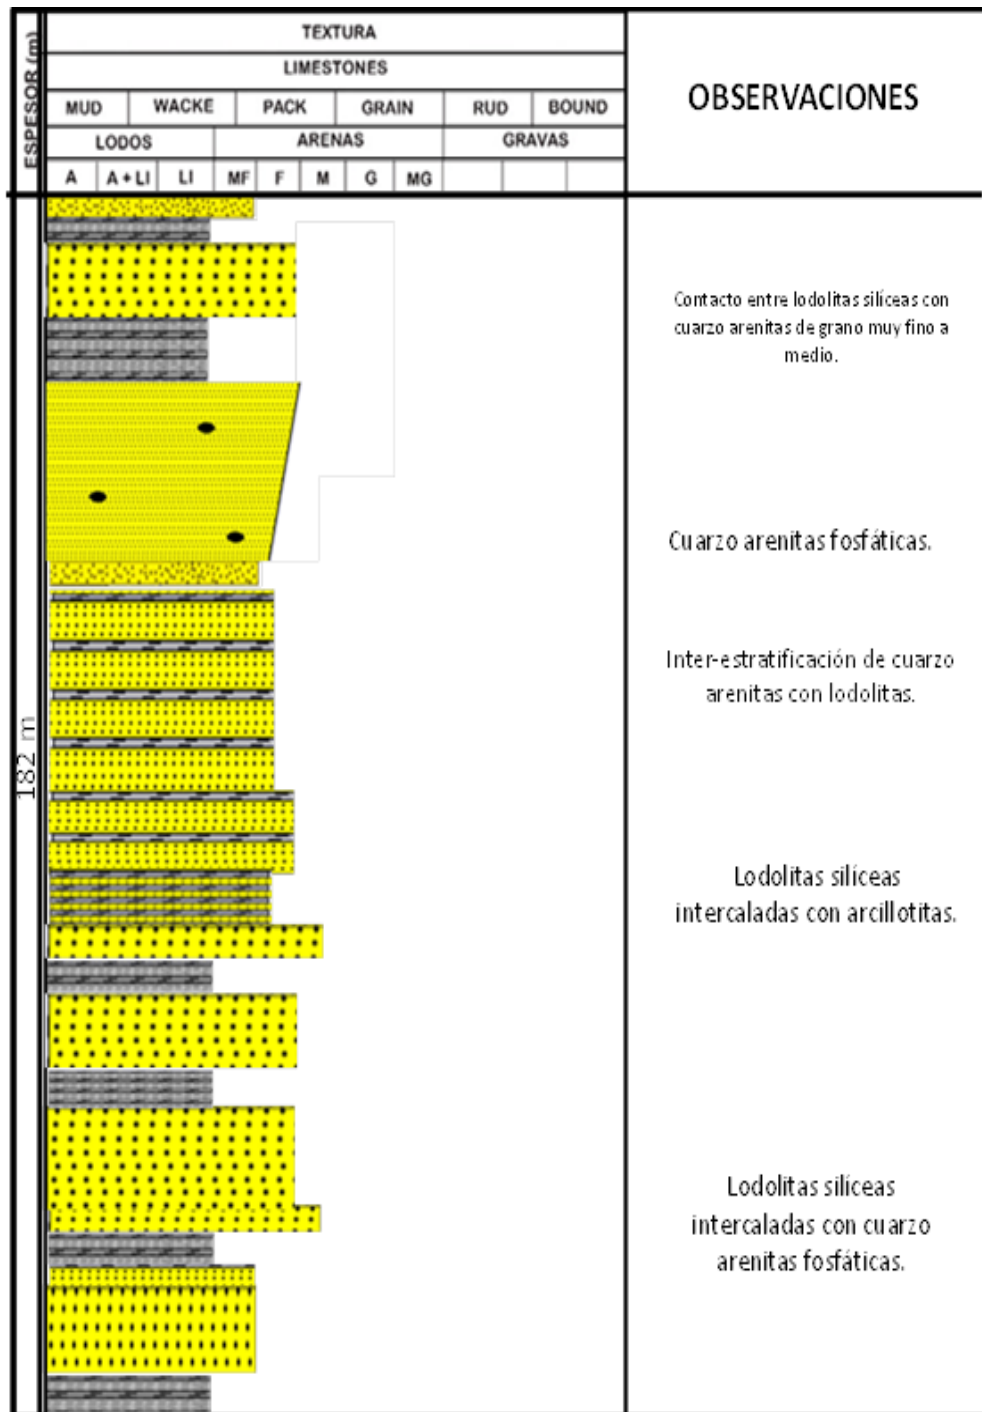 ESPESOR (m)
TEXTURA
LIMESTONES
MUD WACKE PACK GRAIN RUD BOUND
LODOS ARENAS GRAVAS
A A + LI LI MF F M G MG
OBSERVACIONES
182 m
Contacto entre lodolitas silíceas con
cuarzo arenitas de grano muy fino a
medio.
Cuarzo arenitas fosfáticas.
Inter-estratificación de cuarzo
arenitas con lodolitas.
Lodolitas silíceas
intercaladas con arcillotitas.
Lodolitas silíceas
intercaladas con cuarzo
arenitas fosfáticas.